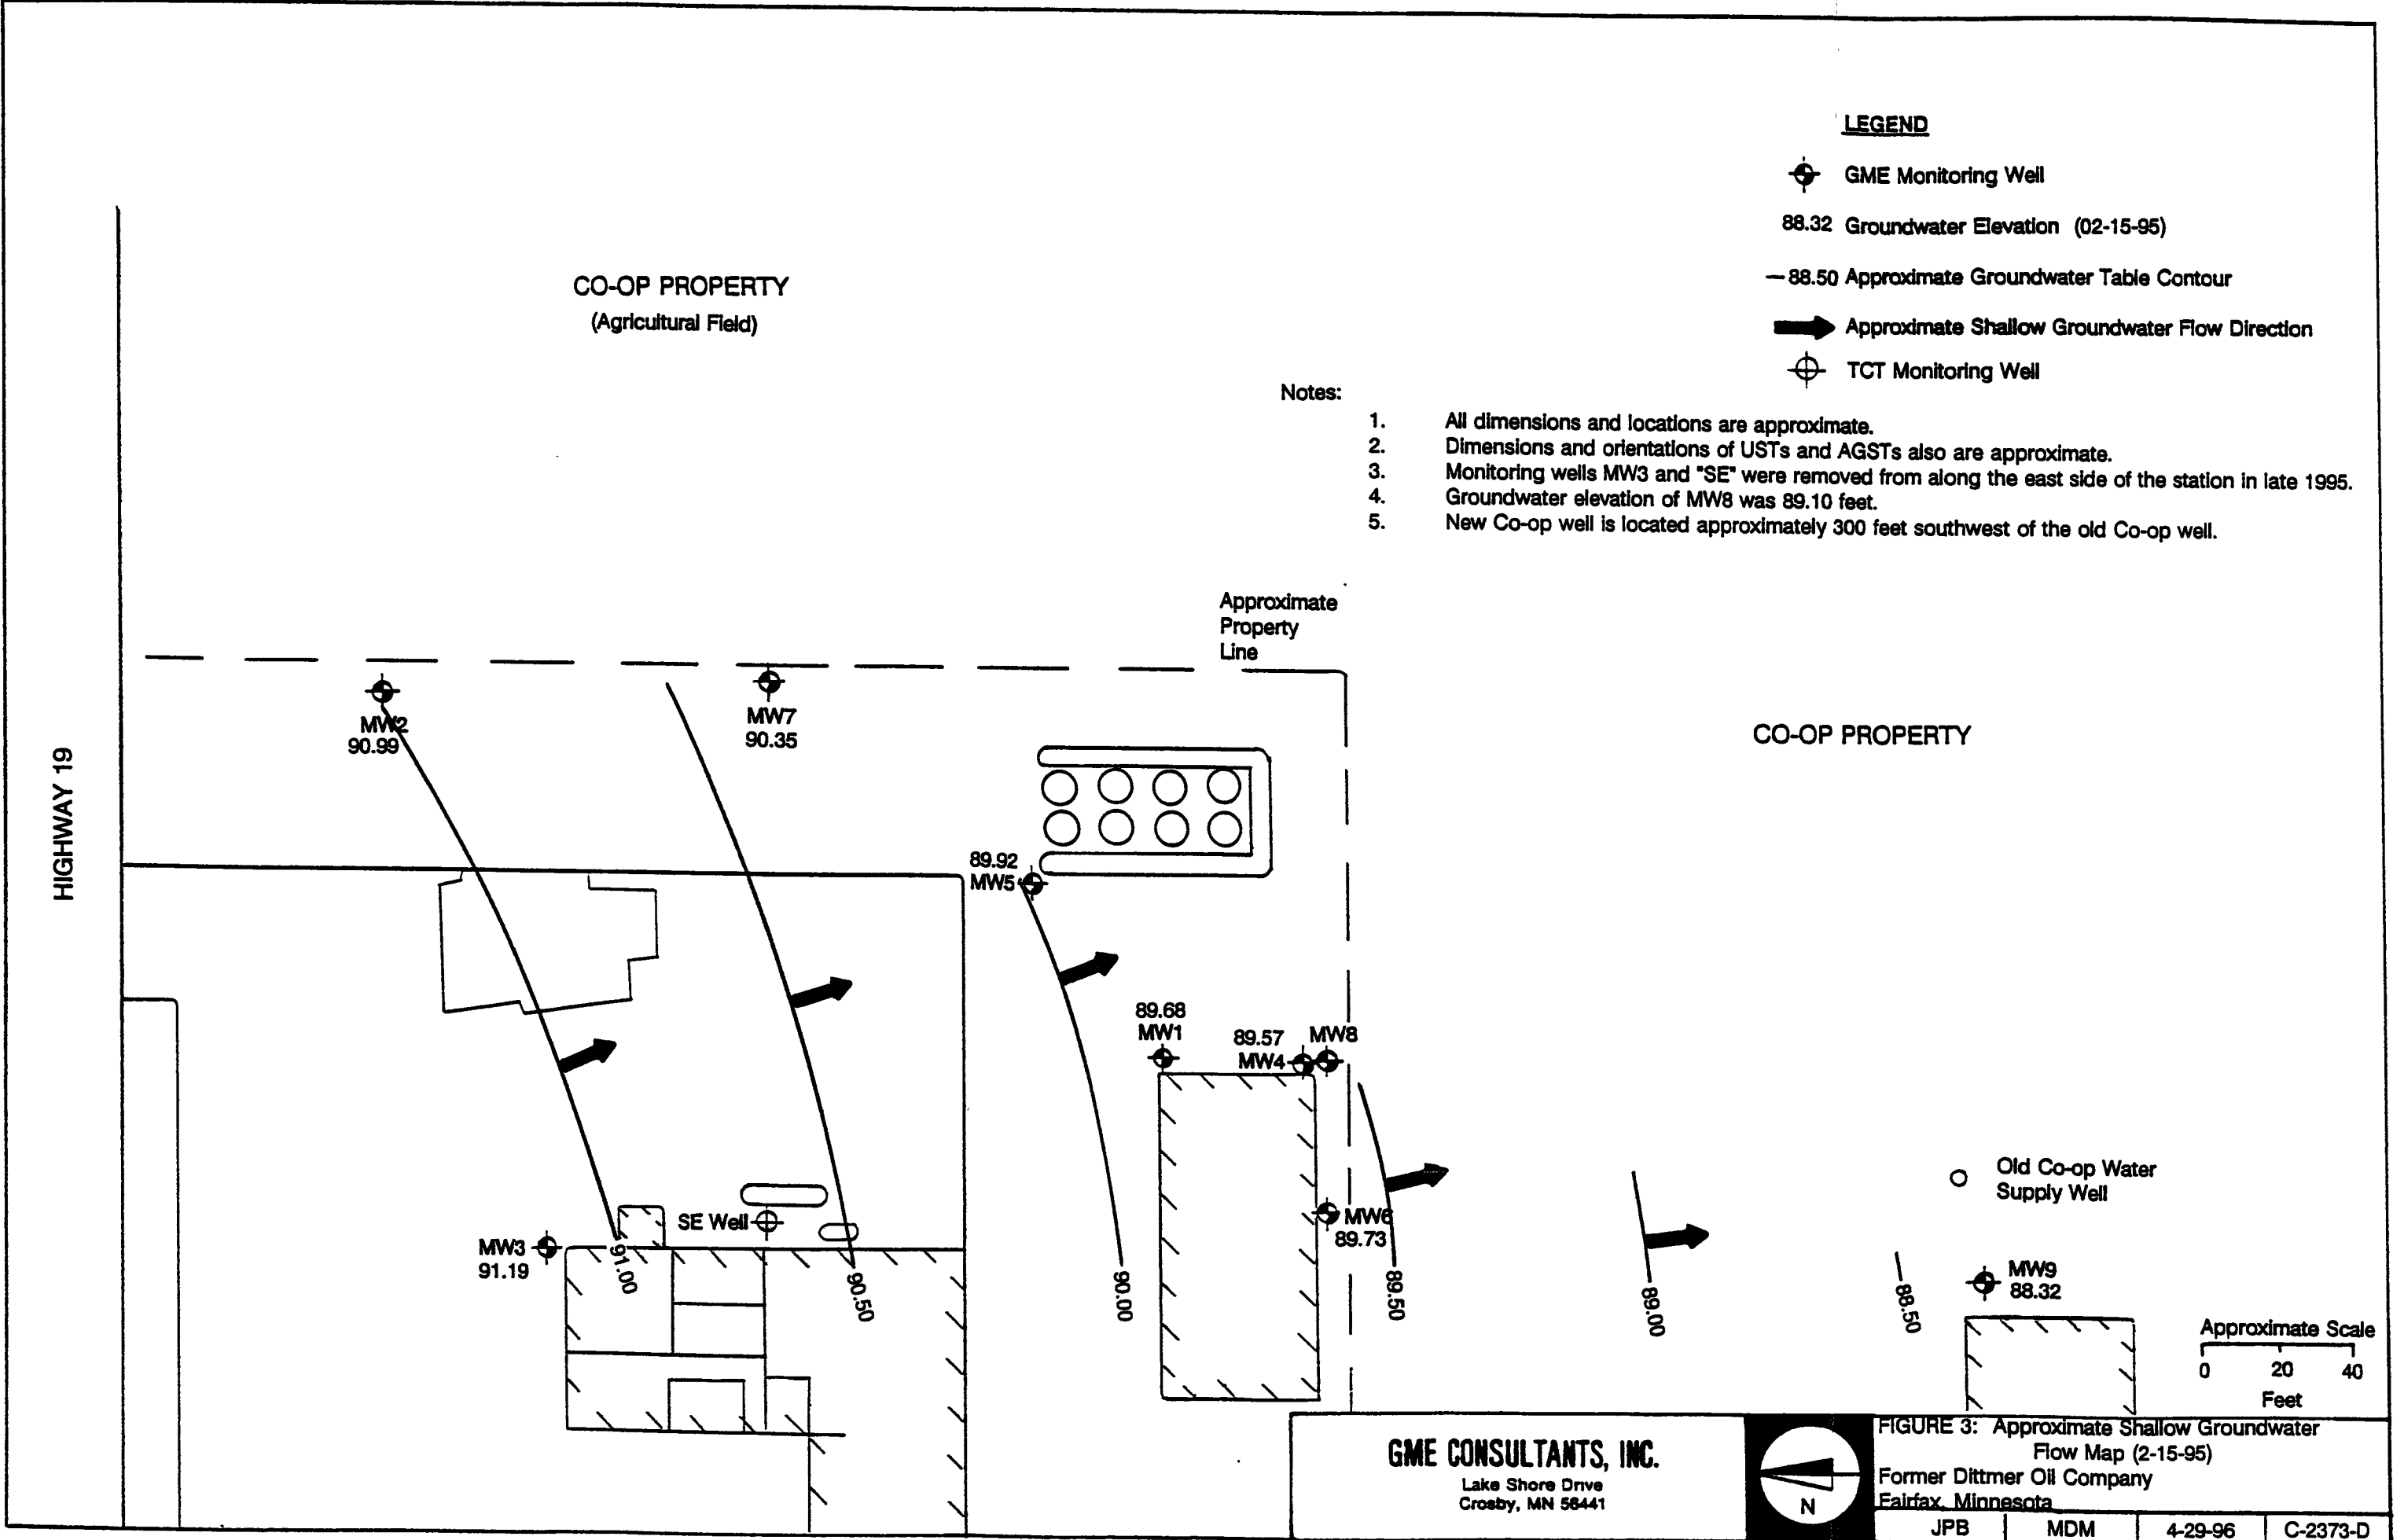 LEGEND
GME Monitoring Well
88.32 Groundwater Elevation (02-15-95)
88.50 Approximate Groundwater Table Contour
Approximate Shallow Groundwater Flow Direction
TCT Monitoring Well
CO-OP PROPERTY
(Agricultural Field)
Notes:
1. All dimensions and locations are approximate.
2. Dimensions and orientations of USTs and AGSTs also are approximate.
3. Monitoring wells MW3 and "SE" were removed from along the east side of the station in late 1995.
4. Groundwater elevation of MW8 was 89.10 feet.
5. New Co-op well is located approximately 300 feet southwest of the old Co-op well.
Approximate
Property
Line
HIGHWAY 19
MW2
90.99
MW7
90.35
CO-OP PROPERTY
89.92
MW5
89.68
MW1
89.57
MW4
MW8
MW6
89.73
SE Well
MW3
91.19
91.00
90.50
90.00
89.50
89.00
88.50
Old Co-op Water
Supply Well
MW9
88.32
Approximate Scale
0 20 40
Feet
GME CONSULTANTS, INC.
Lake Shore Drive
Crosby, MN 56441
N
FIGURE 3: Approximate Shallow Groundwater
Flow Map (2-15-95)
Former Dittmer Oil Company
Fairfax, Minnesota
JPB MDM 4-29-96 C-2373-D